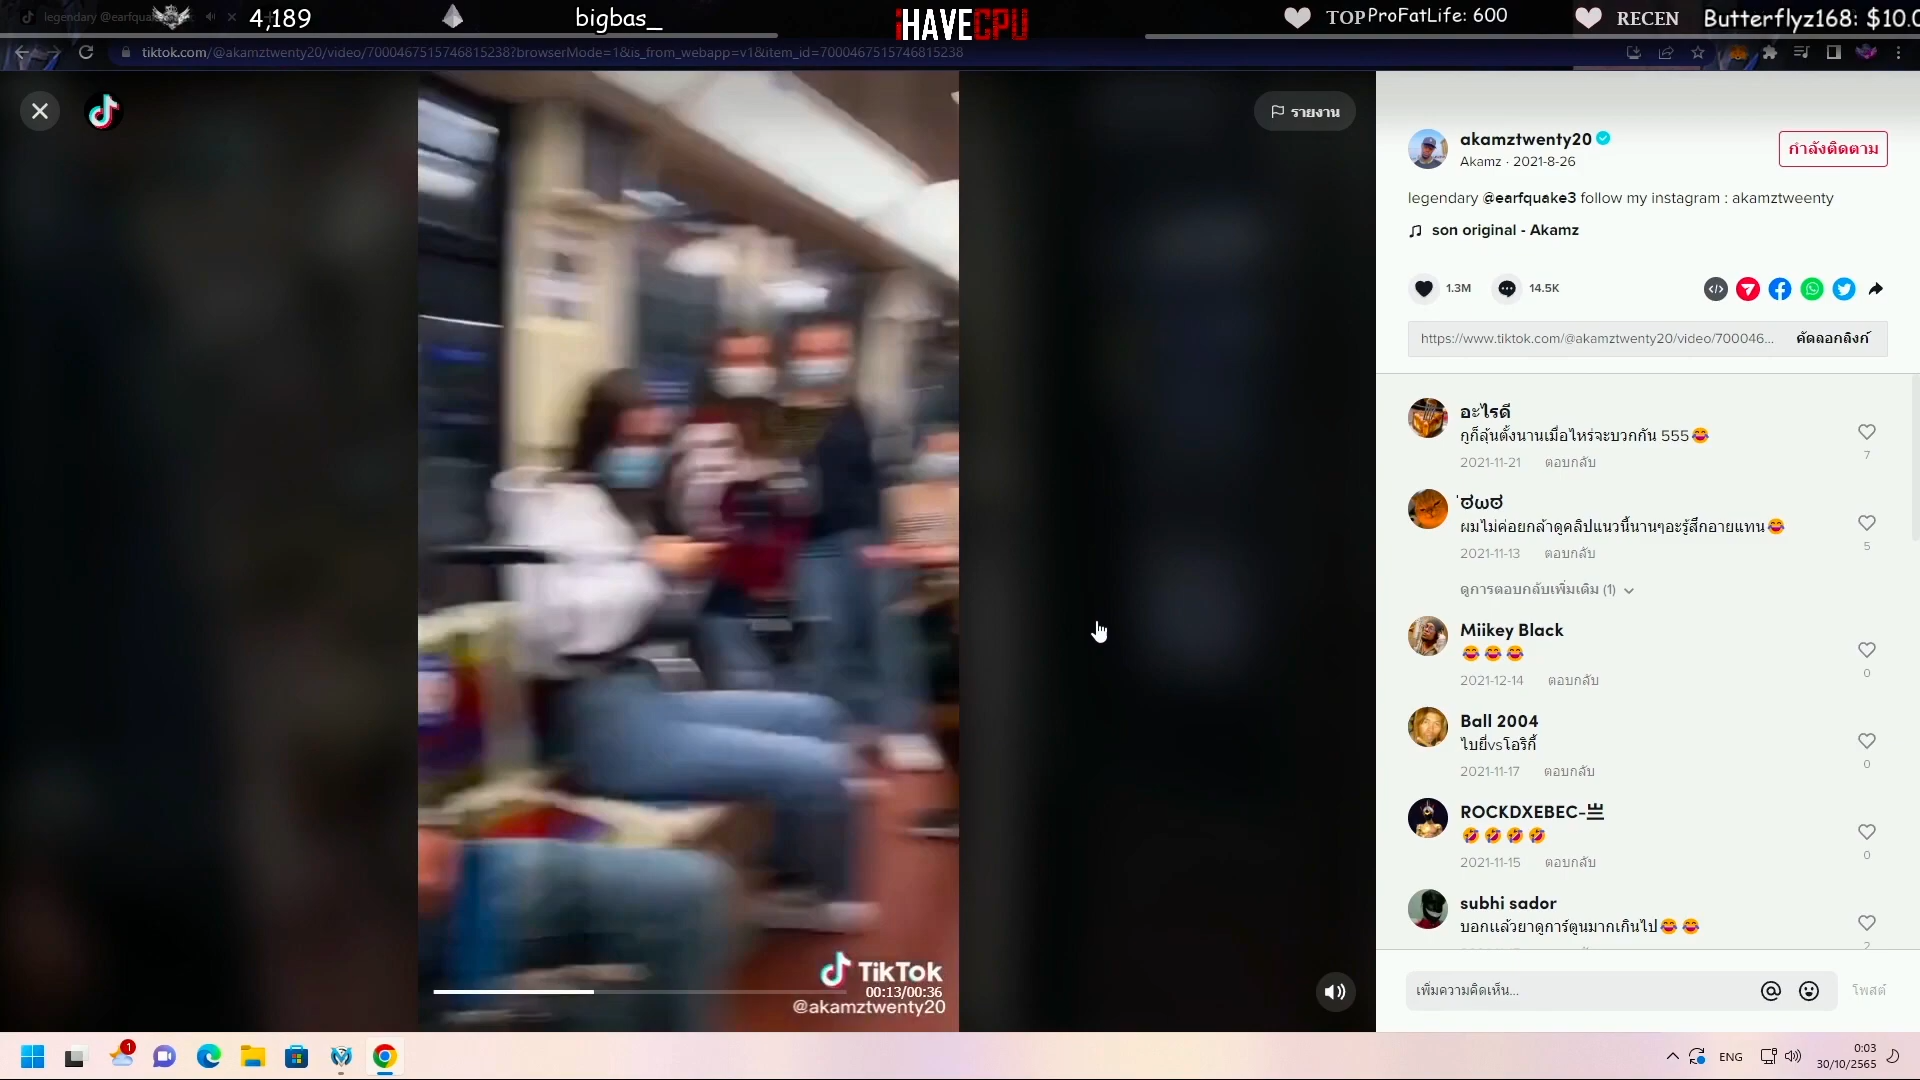 legendary @earfquake
4,189
bigbas_
iHAVECPU
TOP ProFatLife: 600
RECEN Butterflyz168: $10.0
tiktok.com/@akamztwenty20/video/7000467515746815238?browserMode=1&is_from_webapp=v1&item_id=7000467515746815238
รายงาน
akamztwenty20
Akamz · 2021-8-26
กำลังติดตาม
legendary @earfquake3 follow my instagram : akamztweenty
son original - Akamz
1.3M
14.5K
https://www.tiktok.com/@akamztwenty20/video/700046...
คัดลอกลิงก์
อะไรดี
กูก็ลุ้นตั้งนานเมื่อไหร่จะบวกกัน 555😂
7
2021-11-21 ตอบกลับ
ผมไม่ค่อยกล้าดูคลิปแนวนี้นานๆอะรู้สึกอายแทน😂
5
2021-11-13 ตอบกลับ
ดูการตอบกลับเพิ่มเติม (1)
Miikey Black
😂😂😂
0
2021-12-14 ตอบกลับ
Ball 2004
ไบยี่vsโอริกี้
0
2021-11-17 ตอบกลับ
ROCKDXEBEC-亗
🤣🤣🤣🤣
0
2021-11-15 ตอบกลับ
subhi sador
บอกแล้วยาดูการ์ตูนมากเกินไป😂😂
2
TikTok
00:13/00:36
@akamztwenty20
เพิ่มความคิดเห็น...
โพสต์
1
ENG
0:03
30/10/2565